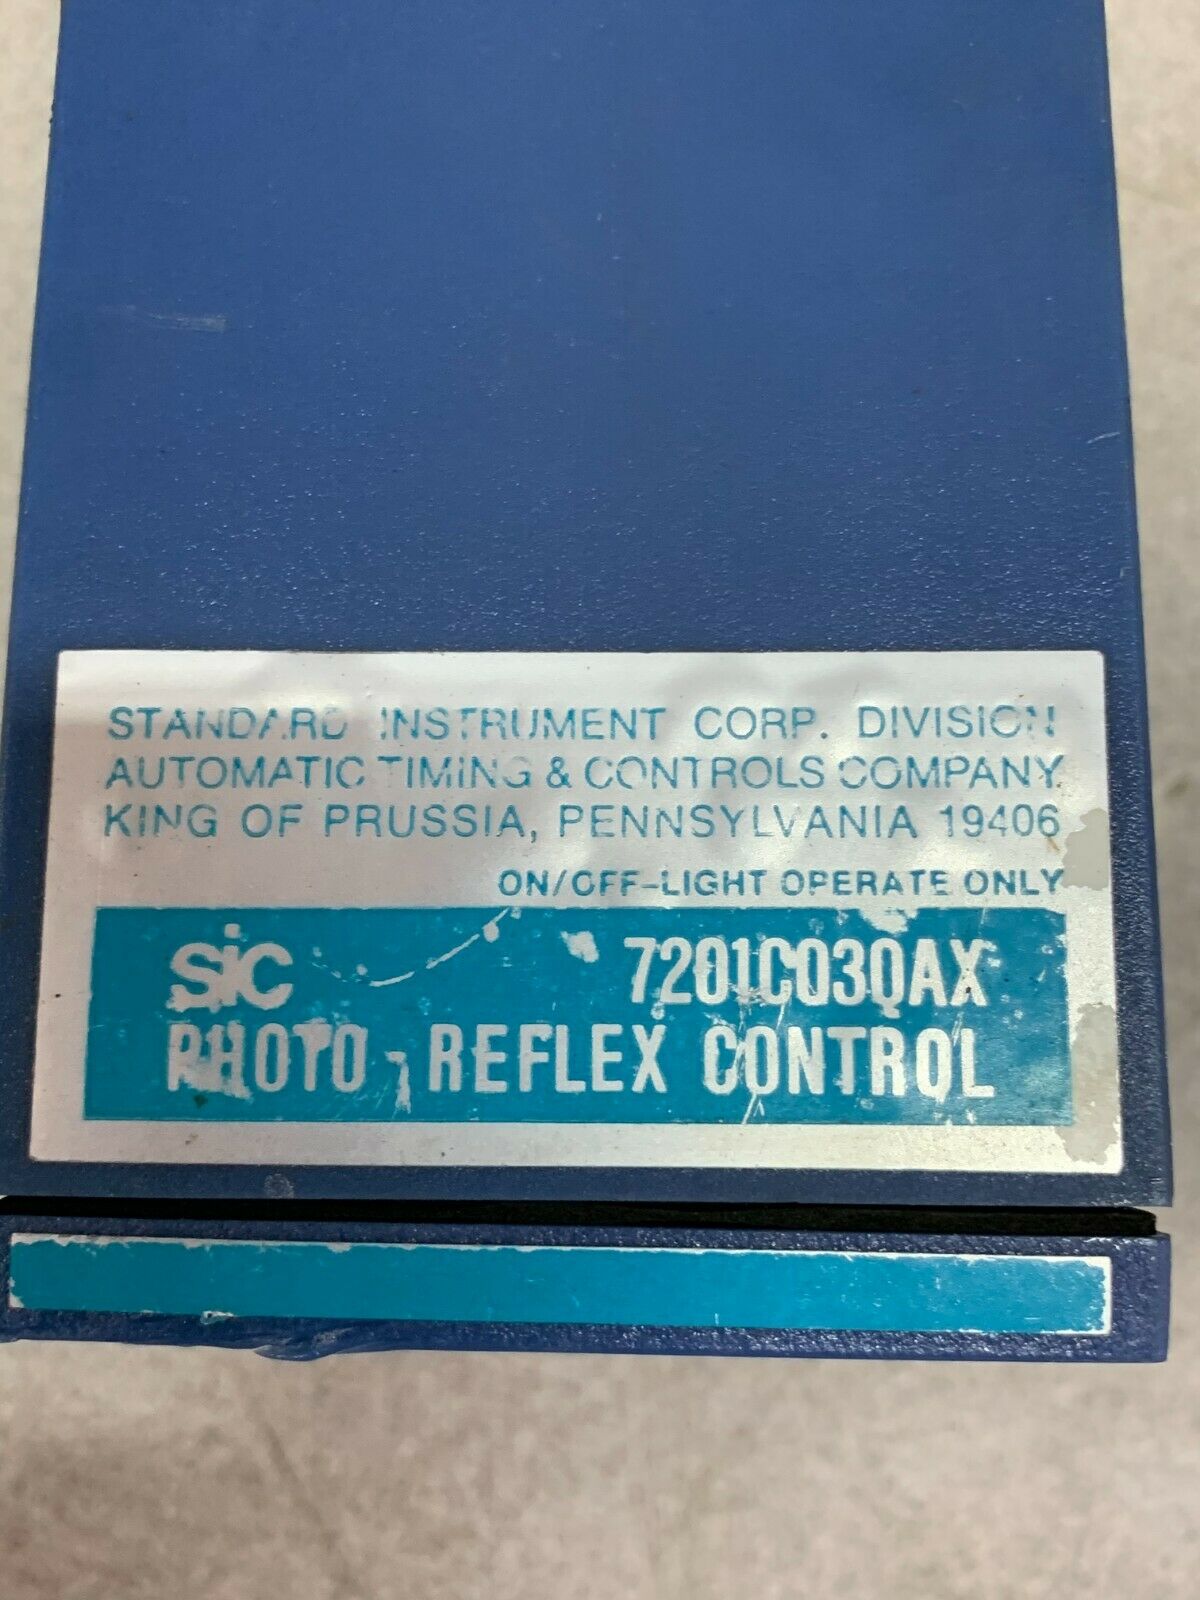 STANDARD INSTRUMENT CORP. DIVISION
AUTOMATIC TIMING & CONTROLS COMPANY
KING OF PRUSSIA, PENNSYLVANIA 19406
ON/OFF-LIGHT OPERATE ONLY
sic 7201C03QAX
PHOTO-REFLEX CONTROL